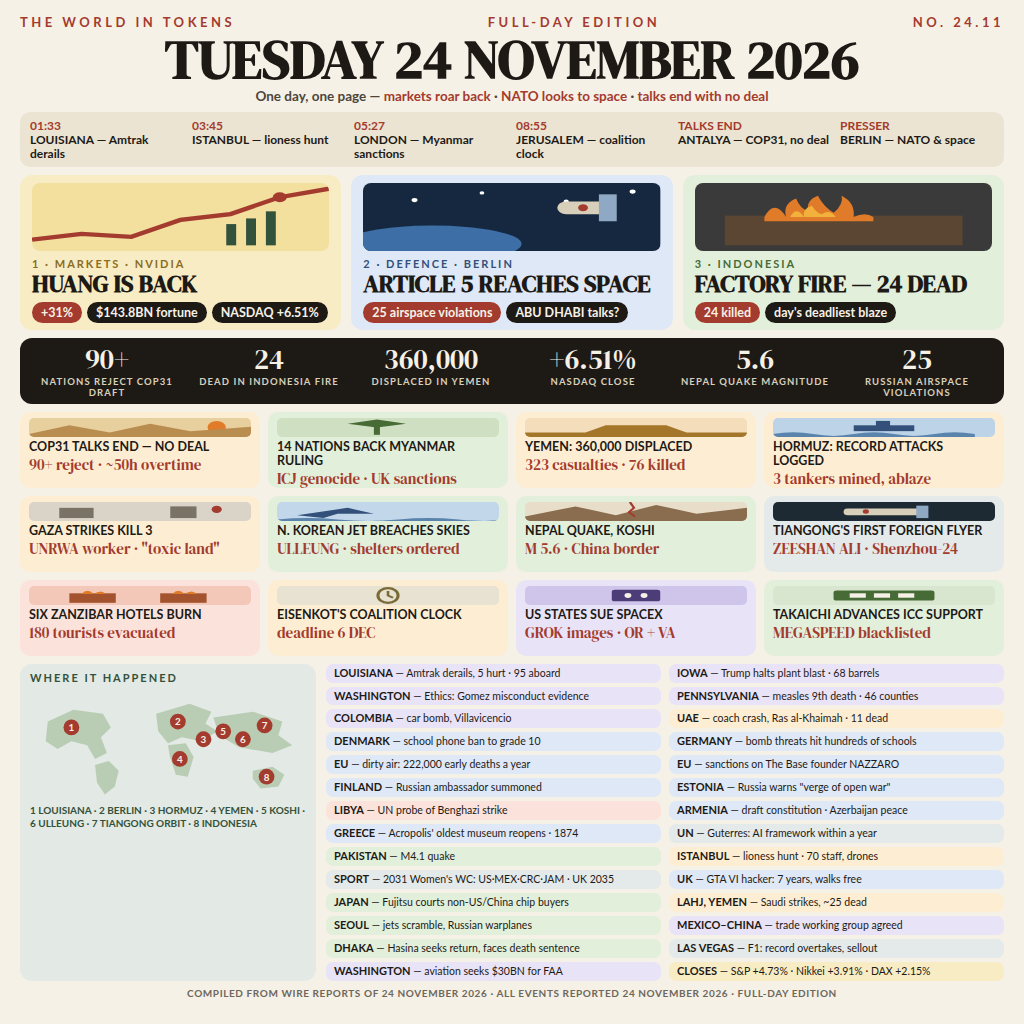 THE WORLD IN TOKENS
FULL-DAY EDITION
NO. 24.11
TUESDAY 24 NOVEMBER 2026
One day, one page — markets roar back · NATO looks to space · talks end with no deal
01:33
LOUISIANA — Amtrak
derails
03:45
ISTANBUL — lioness hunt
05:27
LONDON — Myanmar
sanctions
08:55
JERUSALEM — coalition
clock
TALKS END
ANTALYA — COP31, no deal
PRESSER
BERLIN — NATO & space
1 · MARKETS · NVIDIA
HUANG IS BACK
+31%
$143.8BN fortune
NASDAQ +6.51%
2 · DEFENCE · BERLIN
ARTICLE 5 REACHES SPACE
25 airspace violations
ABU DHABI talks?
3 · INDONESIA
FACTORY FIRE — 24 DEAD
24 killed
day's deadliest blaze
90+
NATIONS REJECT COP31
DRAFT
24
DEAD IN INDONESIA FIRE
360,000
DISPLACED IN YEMEN
+6.51%
NASDAQ CLOSE
5.6
NEPAL QUAKE MAGNITUDE
25
RUSSIAN AIRSPACE
VIOLATIONS
COP31 TALKS END — NO DEAL
90+ reject · ~50h overtime
14 NATIONS BACK MYANMAR
RULING
ICJ genocide · UK sanctions
YEMEN: 360,000 DISPLACED
323 casualties · 76 killed
HORMUZ: RECORD ATTACKS
LOGGED
3 tankers mined, ablaze
GAZA STRIKES KILL 3
UNRWA worker · "toxic land"
N. KOREAN JET BREACHES SKIES
ULLEUNG · shelters ordered
NEPAL QUAKE, KOSHI
M 5.6 · China border
TIANGONG'S FIRST FOREIGN FLYER
ZEESHAN ALI · Shenzhou-24
SIX ZANZIBAR HOTELS BURN
180 tourists evacuated
EISENKOT'S COALITION CLOCK
deadline 6 DEC
US STATES SUE SPACEX
GROK images · OR + VA
TAKAICHI ADVANCES ICC SUPPORT
MEGASPEED blacklisted
WHERE IT HAPPENED
1
2
3
4
5
6
7
8
1 LOUISIANA · 2 BERLIN · 3 HORMUZ · 4 YEMEN · 5 KOSHI ·
6 ULLEUNG · 7 TIANGONG ORBIT · 8 INDONESIA
LOUISIANA — Amtrak derails, 5 hurt · 95 aboard
WASHINGTON — Ethics: Gomez misconduct evidence
COLOMBIA — car bomb, Villavicencio
DENMARK — school phone ban to grade 10
EU — dirty air: 222,000 early deaths a year
FINLAND — Russian ambassador summoned
LIBYA — UN probe of Benghazi strike
GREECE — Acropolis' oldest museum reopens · 1874
PAKISTAN — M4.1 quake
SPORT — 2031 Women's WC: US·MEX·CRC·JAM · UK 2035
JAPAN — Fujitsu courts non-US/China chip buyers
SEOUL — jets scramble, Russian warplanes
DHAKA — Hasina seeks return, faces death sentence
WASHINGTON — aviation seeks $30BN for FAA
IOWA — Trump halts plant blast · 68 barrels
PENNSYLVANIA — measles 9th death · 46 counties
UAE — coach crash, Ras al-Khaimah · 11 dead
GERMANY — bomb threats hit hundreds of schools
EU — sanctions on The Base founder NAZZARO
ESTONIA — Russia warns "verge of open war"
ARMENIA — draft constitution · Azerbaijan peace
UN — Guterres: AI framework within a year
ISTANBUL — lioness hunt · 70 staff, drones
UK — GTA VI hacker: 7 years, walks free
LAHJ, YEMEN — Saudi strikes, ~25 dead
MEXICO–CHINA — trade working group agreed
LAS VEGAS — F1: record overtakes, sellout
CLOSES — S&P +4.73% · Nikkei +3.91% · DAX +2.15%
COMPILED FROM WIRE REPORTS OF 24 NOVEMBER 2026 · ALL EVENTS REPORTED 24 NOVEMBER 2026 · FULL-DAY EDITION